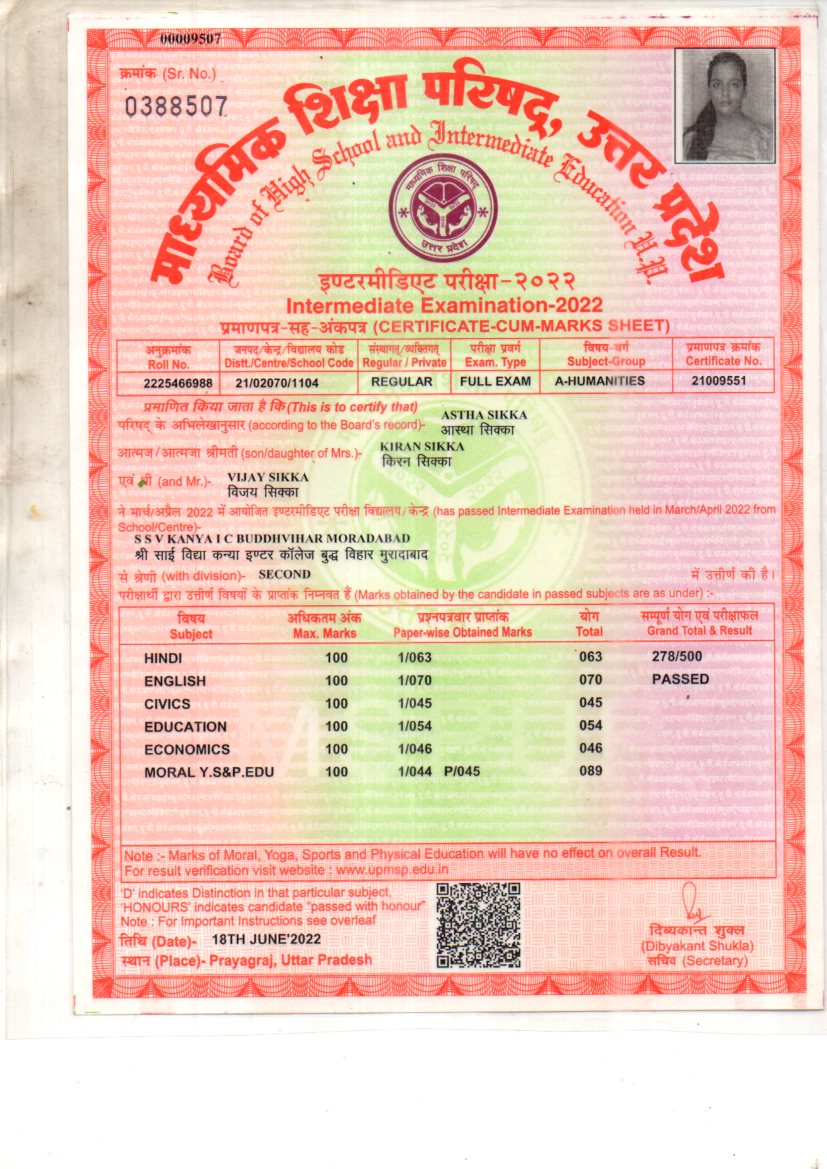 00009507
क्रमांक (Sr. No.)
0388507
माध्यमिक शिक्षा परिषद्, उत्तर प्रदेश
Board of High School and Intermediate Education U.P.
माध्यमिक शिक्षा परिषद्
उत्तर प्रदेश
इण्टरमीडिएट परीक्षा-२०२२
Intermediate Examination-2022
प्रमाणपत्र-सह-अंकपत्र (CERTIFICATE-CUM-MARKS SHEET)
अनुक्रमांक जनपद/केन्द्र/विद्यालय कोड संस्थागत/व्यक्तिगत परीक्षा प्रवर्ग विषय-वर्ग प्रमाणपत्र क्रमांक
Roll No. Distt./Centre/School Code Regular / Private Exam. Type Subject-Group Certificate No.
2225466988 21/02070/1104 REGULAR FULL EXAM A-HUMANITIES 21009551
प्रमाणित किया जाता है कि (This is to certify that)
ASTHA SIKKA
परिषद् के अभिलेखानुसार (according to the Board's record)- आस्था सिक्का
KIRAN SIKKA
आत्मज/आत्मजा श्रीमती (son/daughter of Mrs.)- किरन सिक्का
एवं श्री (and Mr.)- VIJAY SIKKA
विजय सिक्का
ने मार्च/अप्रैल 2022 में आयोजित इण्टरमीडिएट परीक्षा विद्यालय/केन्द्र (has passed Intermediate Examination held in March/April 2022 from
School/Centre)-
S S V KANYA I C BUDDHVIHAR MORADABAD
श्री साई विद्या कन्या इण्टर कॉलेज बुद्ध विहार मुरादाबाद
से श्रेणी (with division)- SECOND में उत्तीर्ण की है।
परीक्षार्थी द्वारा उत्तीर्ण विषयों के प्राप्तांक निम्नवत हैं (Marks obtained by the candidate in passed subjects are as under) :-
विषय अधिकतम अंक प्रश्नपत्रवार प्राप्तांक योग सम्पूर्ण योग एवं परीक्षाफल
Subject Max. Marks Paper-wise Obtained Marks Total Grand Total & Result
HINDI 100 1/063 063 278/500
ENGLISH 100 1/070 070 PASSED
CIVICS 100 1/045 045
EDUCATION 100 1/054 054
ECONOMICS 100 1/046 046
MORAL Y.S&P.EDU 100 1/044 P/045 089
Note :- Marks of Moral, Yoga, Sports and Physical Education will have no effect on overall Result.
For result verification visit website : www.upmsp.edu.in
'D' indicates Distinction in that particular subject.
'HONOURS' indicates candidate "passed with honour"
Note : For Important Instructions see overleaf
तिथि (Date)- 18TH JUNE'2022
स्थान (Place)- Prayagraj, Uttar Pradesh
दिब्यकान्त शुक्ल
(Dibyakant Shukla)
सचिव (Secretary)